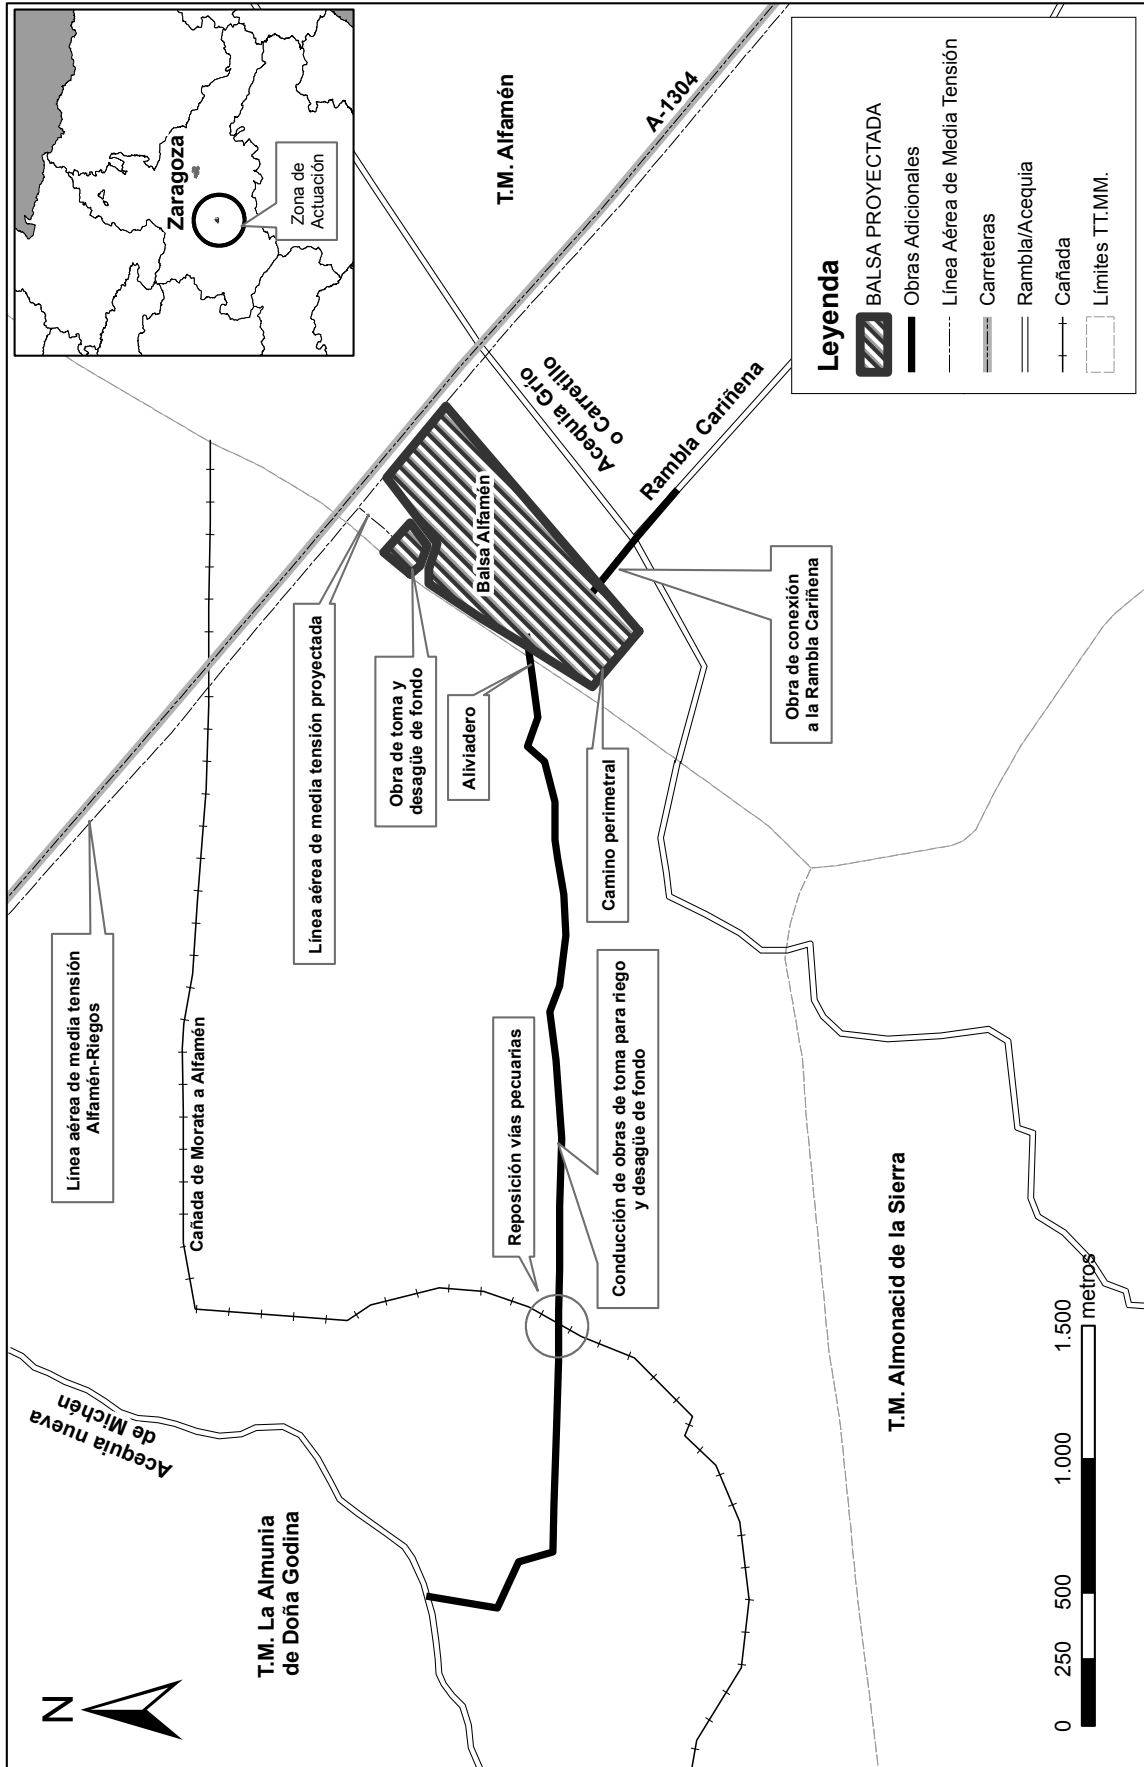 N
T.M. La Almunia
de Doña Godina
Acequia nueva
de Michén
Línea aérea de media tensión
Alfamén-Riegos
Cañada de Morata a Alfamén
Línea aérea de media tensión proyectada
Obra de toma y
desagüe de fondo
Aliviadero
Reposición vías pecuarias
Camino perimetral
Conducción de obras de toma para riego
y desagüe de fondo
Balsa Alfamén
Acequia Grío
o Carretillo
Rambla Cariñena
Obra de conexión
a la Rambla Cariñena
A-1304
T.M. Alfamén
T.M. Almonacid de la Sierra
Zaragoza
Zona de
Actuación
Leyenda
BALSA PROYECTADA
Obras Adicionales
Línea Aérea de Media Tensión
Carreteras
Rambla/Acequia
Cañada
Límites TT.MM.
0 250 500 1.000 1.500
metros